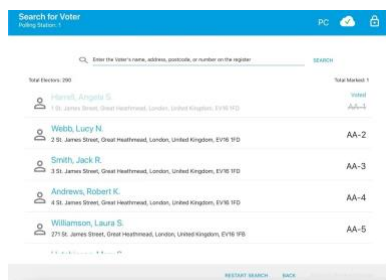 Search for Voter
Polling Station: 1
PC
Enter the Voter's name, address, postcode, or number on the register
SEARCH
Total Electors: 200
Total Marked: 1
Harrell, Angela S.
Voted
1 St. James Street, Great Heathmead, London, United Kingdom, EV16 1FD
AA-1
Webb, Lucy N.
AA-2
2 St. James Street, Great Heathmead, London, United Kingdom, EV16 1FD
Smith, Jack R.
AA-3
3 St. James Street, Great Heathmead, London, United Kingdom, EV16 1FD
Andrews, Robert K.
AA-4
4 St. James Street, Great Heathmead, London, United Kingdom, EV16 1FD
Williamson, Laura S.
AA-5
271 St. James Street, Great Heathmead, London, United Kingdom, EV16 1FB
RESTART SEARCH
BACK